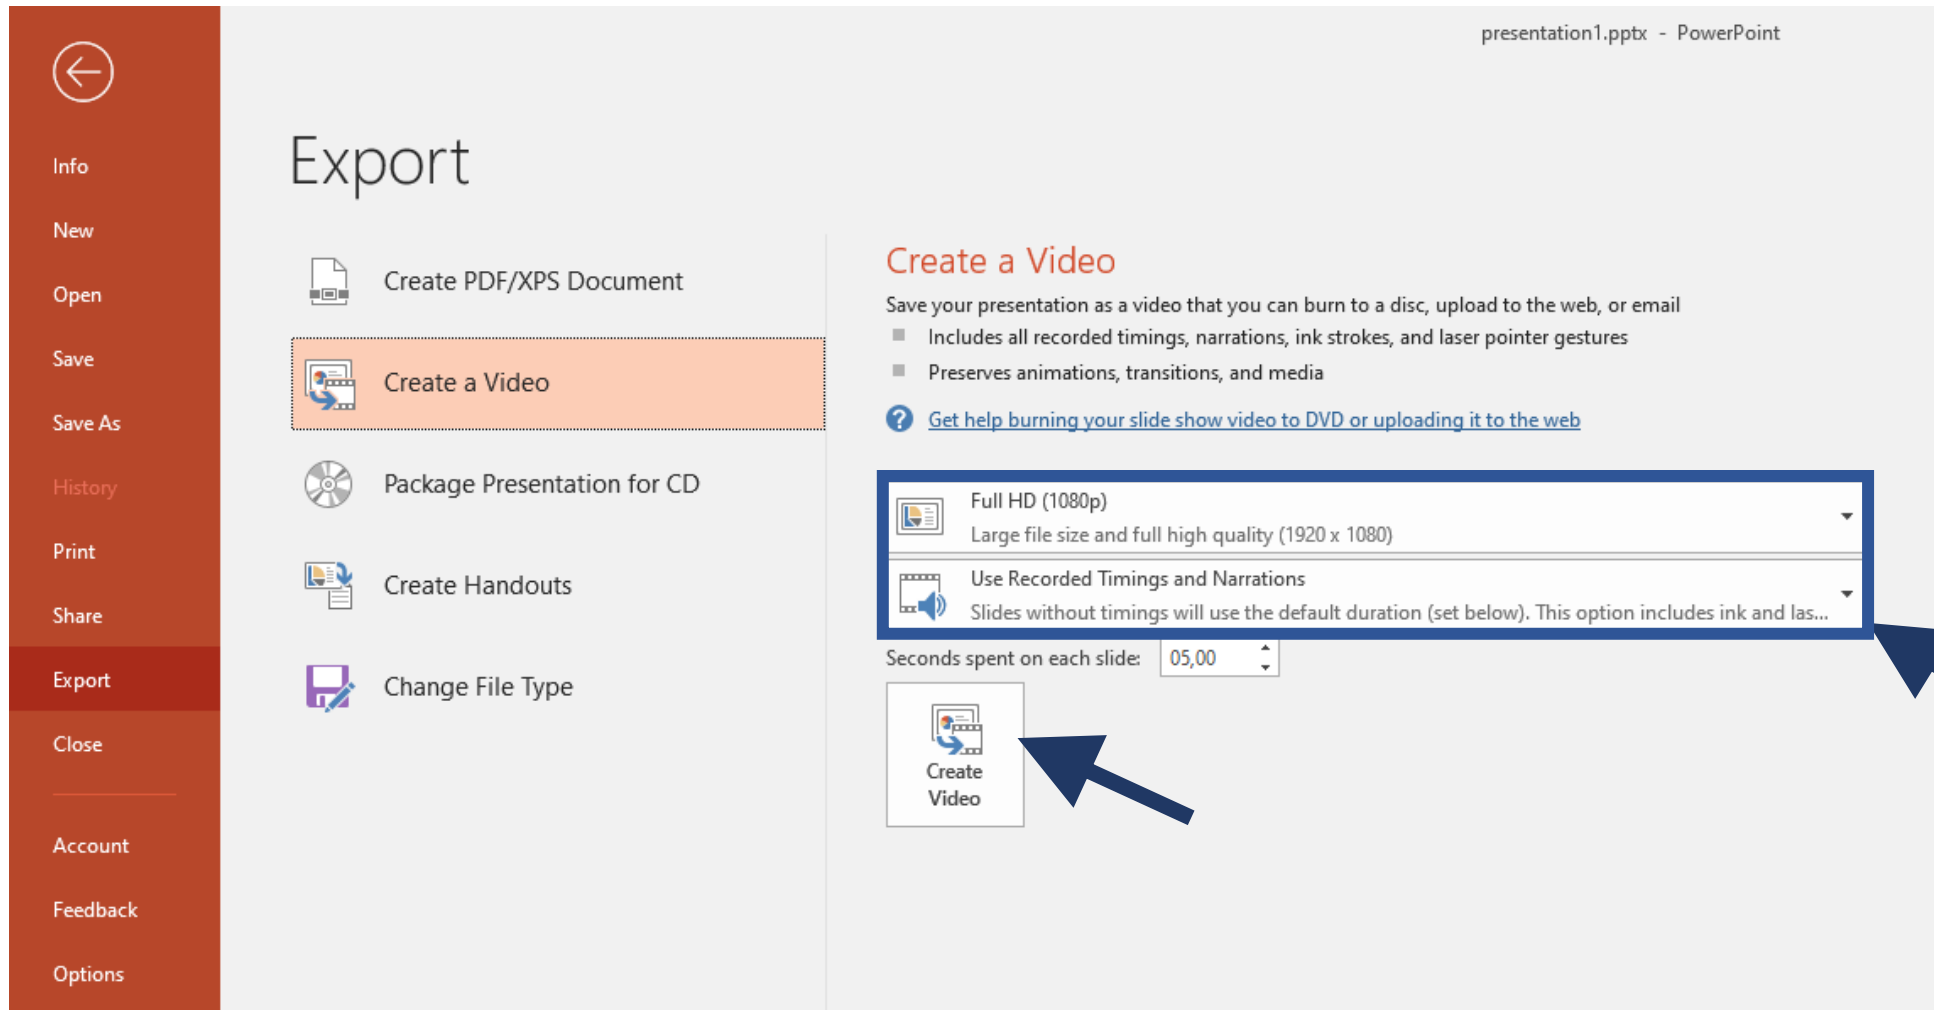 presentation1.pptx - PowerPoint
Info
New
Open
Save
Save As
History
Print
Share
Export
Close
Account
Feedback
Options
Export
Create PDF/XPS Document
Create a Video
Package Presentation for CD
Create Handouts
Change File Type
Create a Video
Save your presentation as a video that you can burn to a disc, upload to the web, or email
Includes all recorded timings, narrations, ink strokes, and laser pointer gestures
Preserves animations, transitions, and media
Get help burning your slide show video to DVD or uploading it to the web
Full HD (1080p)
Large file size and full high quality (1920 x 1080)
Use Recorded Timings and Narrations
Slides without timings will use the default duration (set below). This option includes ink and las...
Seconds spent on each slide: 05,00
Create
Video